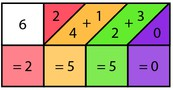 6 2 4 + 1 2 + 3 0
= 2 = 5 = 5 = 0